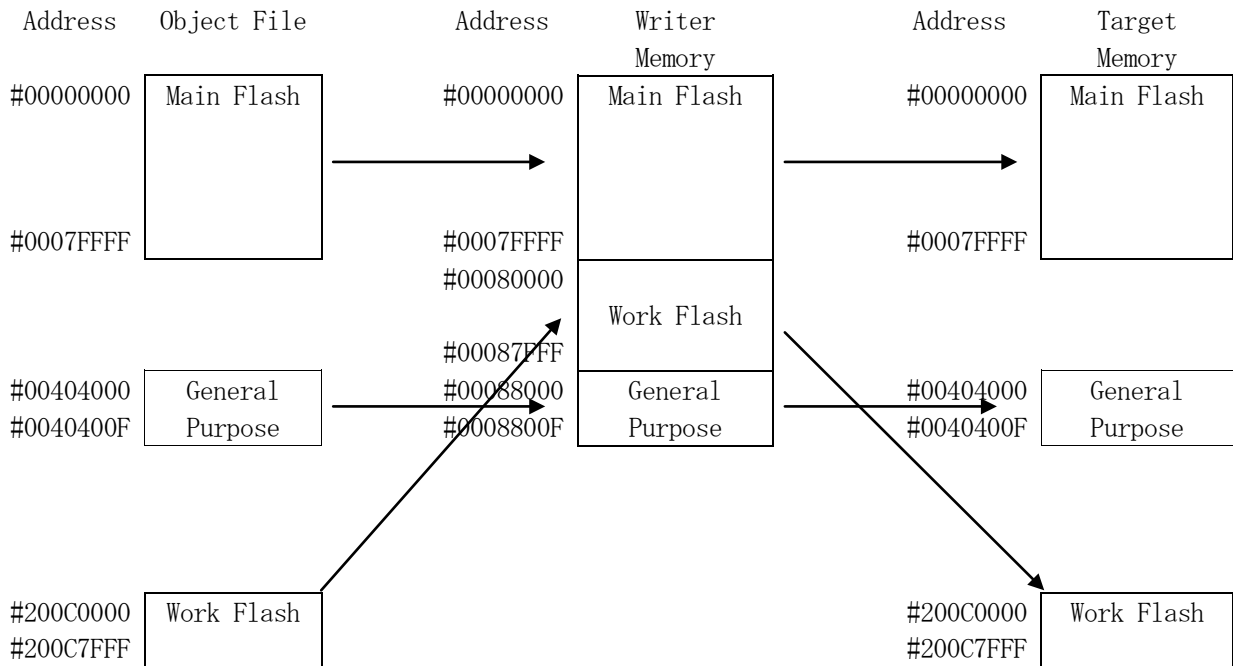 Address Object File Address Writer Address Target
Memory Memory
#00000000 Main Flash #00000000 Main Flash #00000000 Main Flash
#0007FFFF #0007FFFF #0007FFFF
#00080000
Work Flash
#00087FFF
#00404000 General #00088000 General #00404000 General
#0040400F Purpose #0008800F Purpose #0040400F Purpose
#200C0000 Work Flash #200C0000 Work Flash
#200C7FFF #200C7FFF